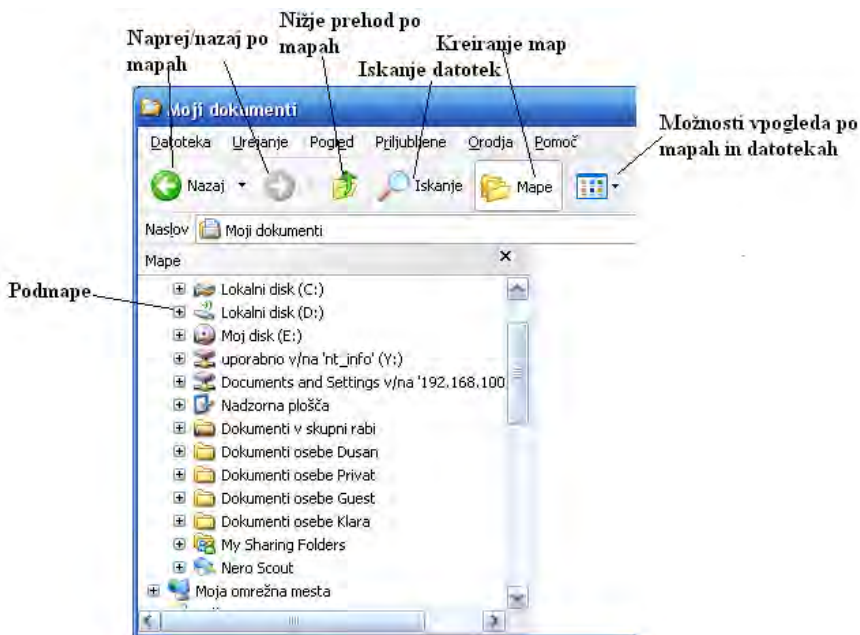 Nižje prehod po
mapah
Naprej/nazaj po
mapah
Kreiranje map
Iskanje datotek
Možnosti vpogleda po
mapah in datotekah
Moji dokumenti
Datoteka Urejanje Pogled Priljubljene Orodja Pomoč
Nazaj Iskanje Mape
Naslov Moji dokumenti
Mape
Podmape
Lokalni disk (C:)
Lokalni disk (D:)
Moj disk (E:)
uporabno v/na 'nt_info' (Y:)
Documents and Settings v/na '192.168.100
Nadzorna plošča
Dokumenti v skupni rabi
Dokumenti osebe Dusan
Dokumenti osebe Privat
Dokumenti osebe Guest
Dokumenti osebe Klara
My Sharing Folders
Nero Scout
Moja omrežna mesta